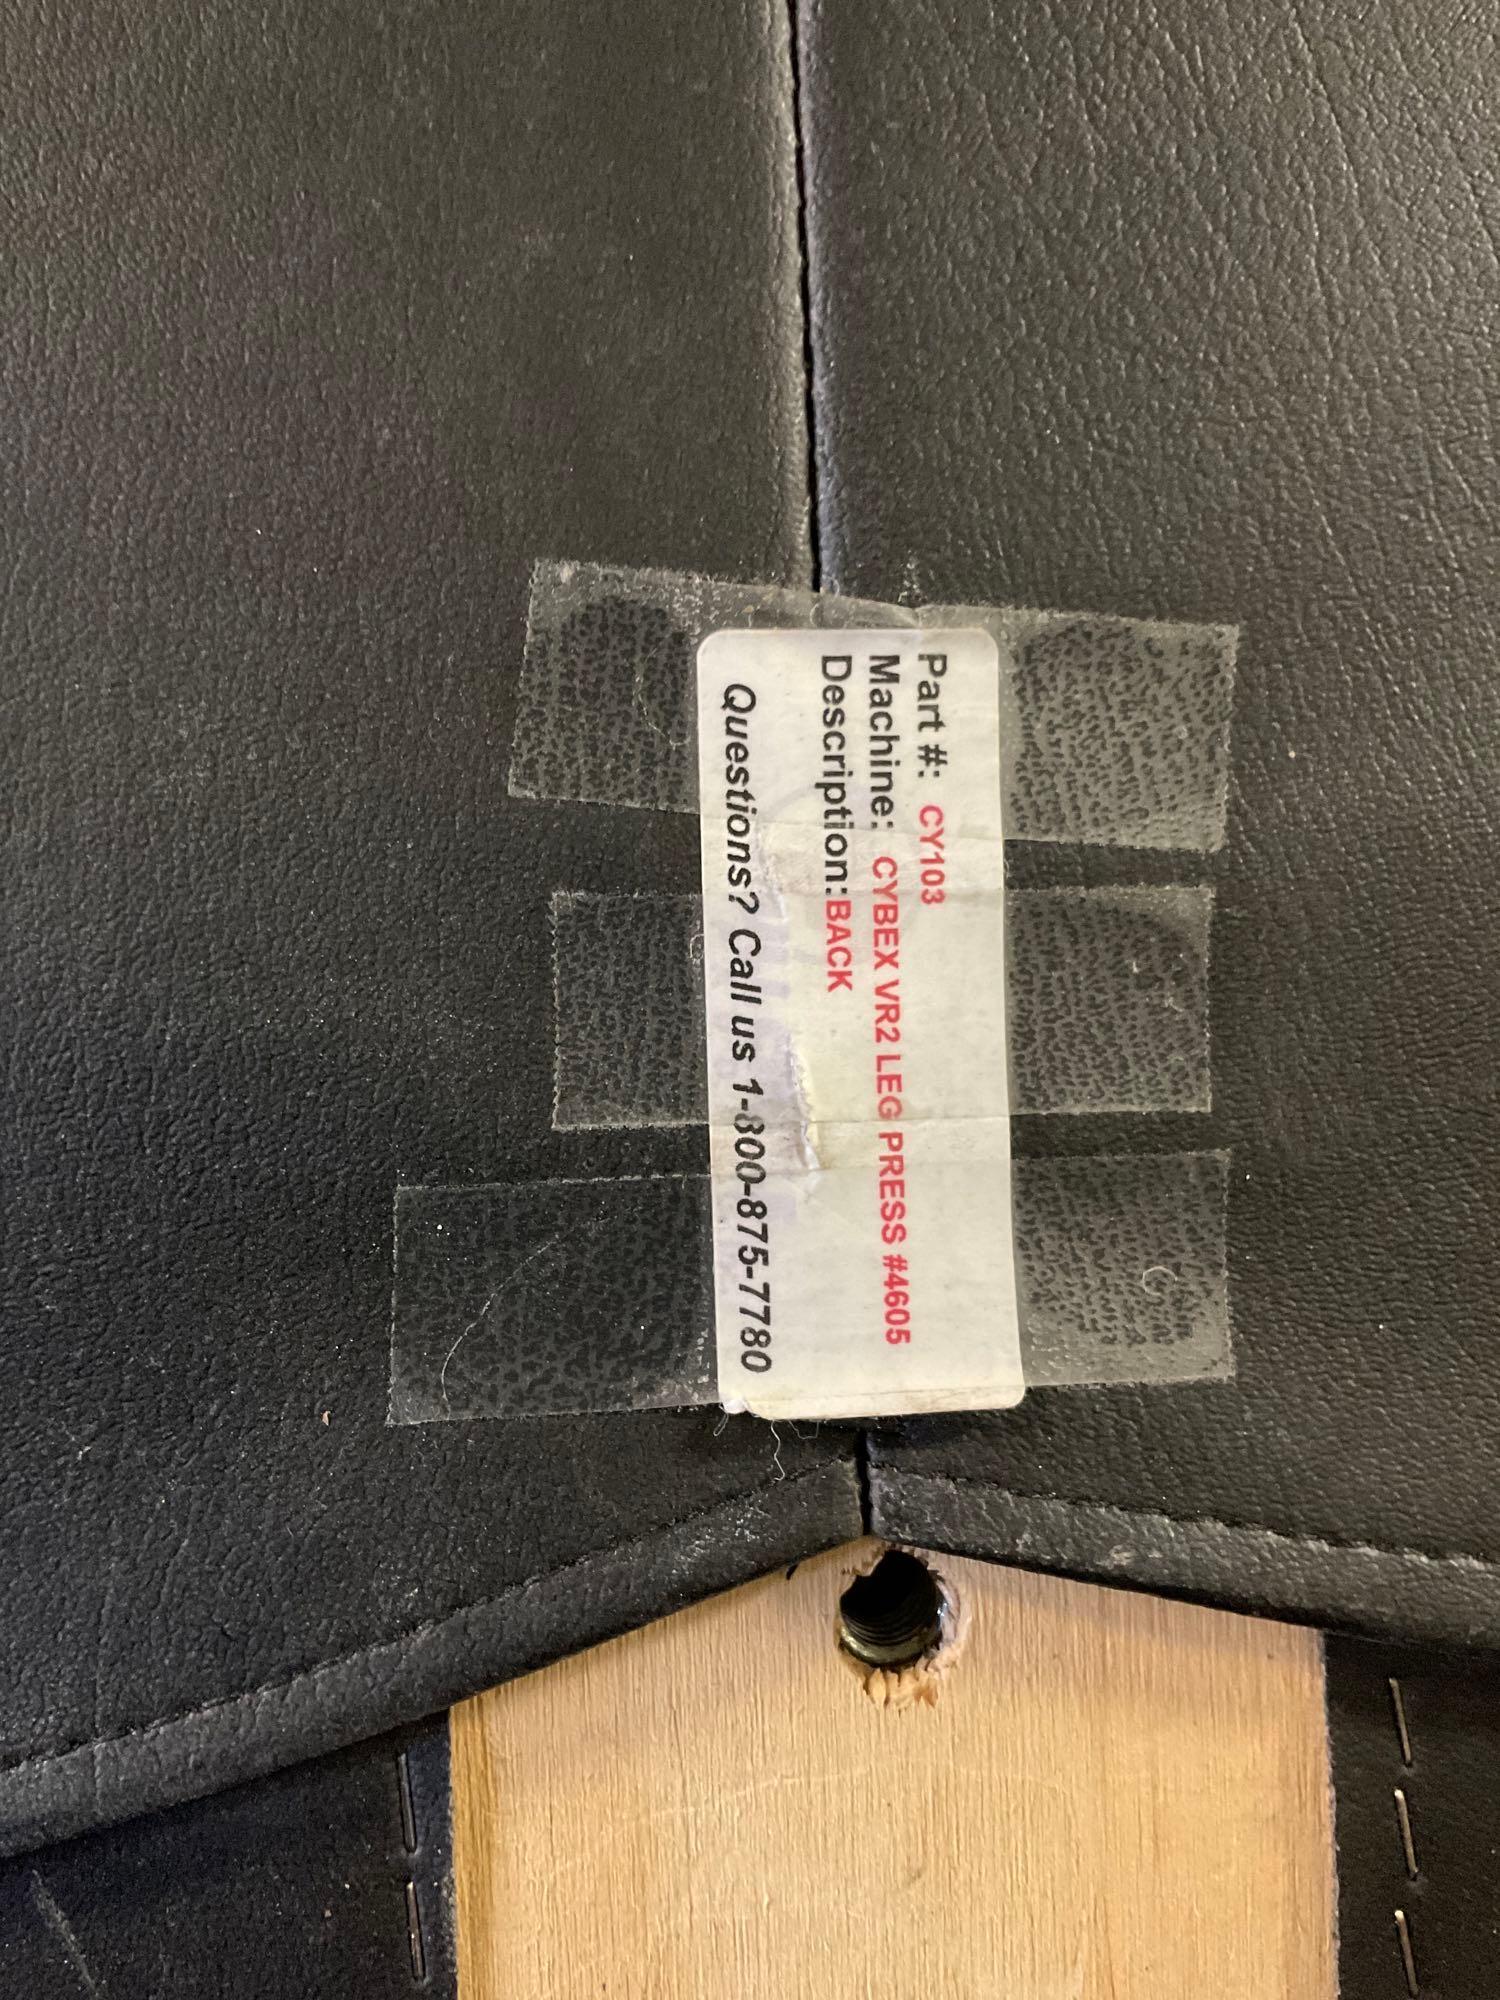 Part #: CY103
Machine: CYBEX VR2 LEG PRESS #4605
Description:BACK
Questions? Call us 1-800-875-7780